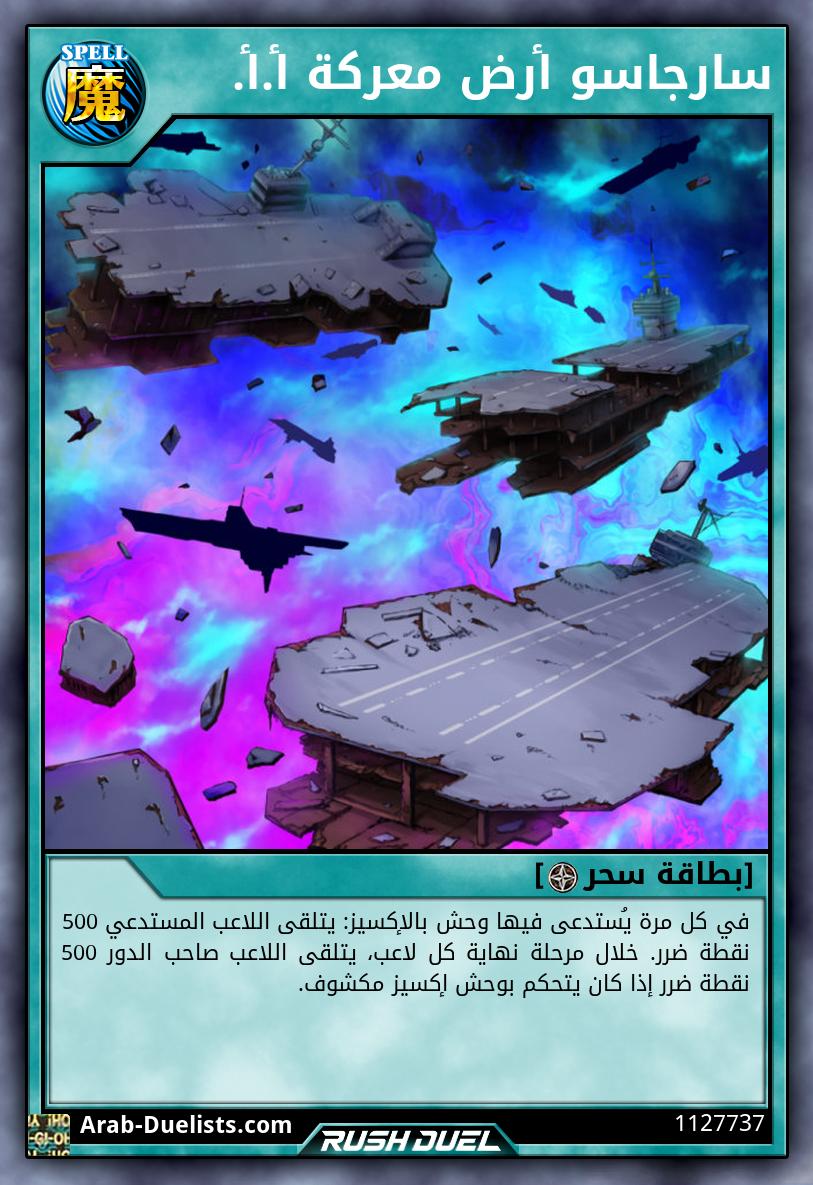 SPELL
魔
سارجاسو أرض معركة أ.أ.
[بطاقة سحر]
في كل مرة يُستدعى فيها وحش بالإكسيز: يتلقى اللاعب المستدعي 500
نقطة ضرر. خلال مرحلة نهاية كل لاعب، يتلقى اللاعب صاحب الدور 500
نقطة ضرر إذا كان يتحكم بوحش إكسيز مكشوف.
Arab-Duelists.com
RUSH DUEL
1127737